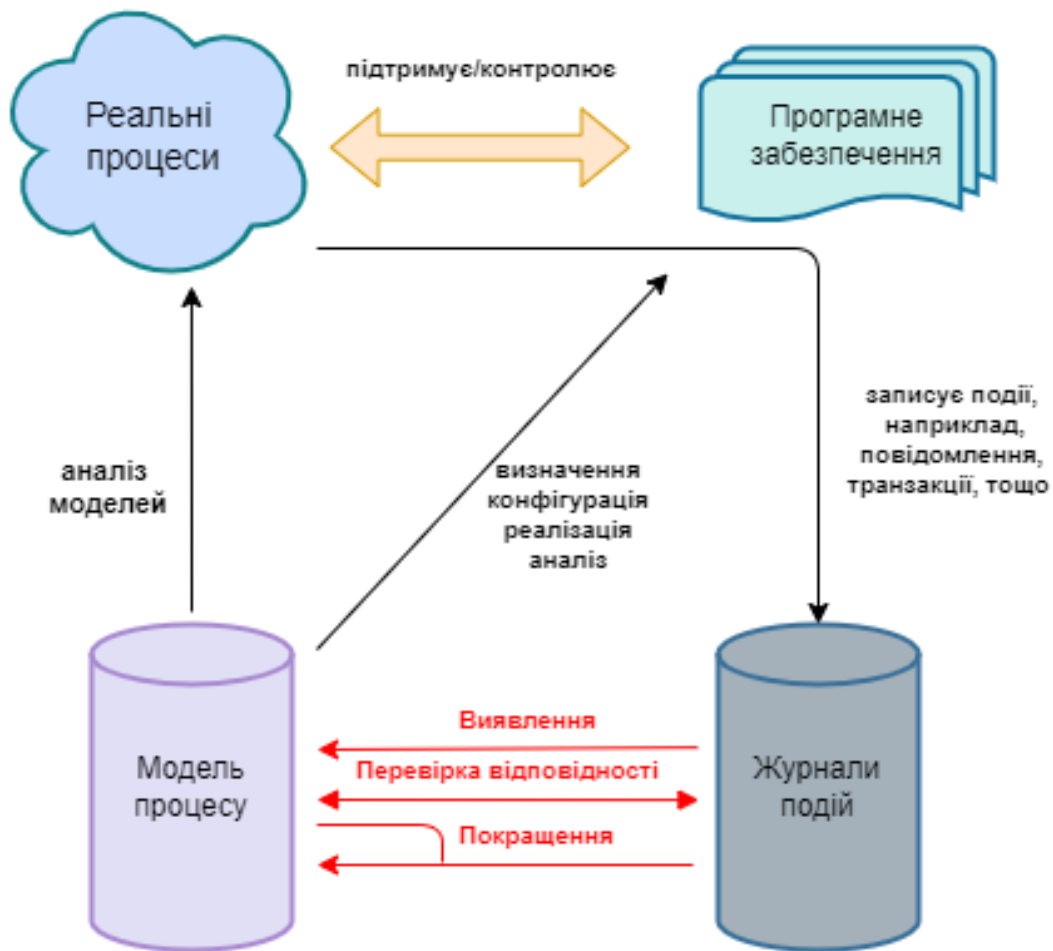 підтримує/контролює
Реальні
процеси
Програмне
забезпечення
записує події,
наприклад,
повідомлення,
транзакції, тощо
аналіз
моделей
визначення
конфігурація
реалізація
аналіз
Виявлення
Перевірка відповідності
Покращення
Модель
процесу
Журнали
подій